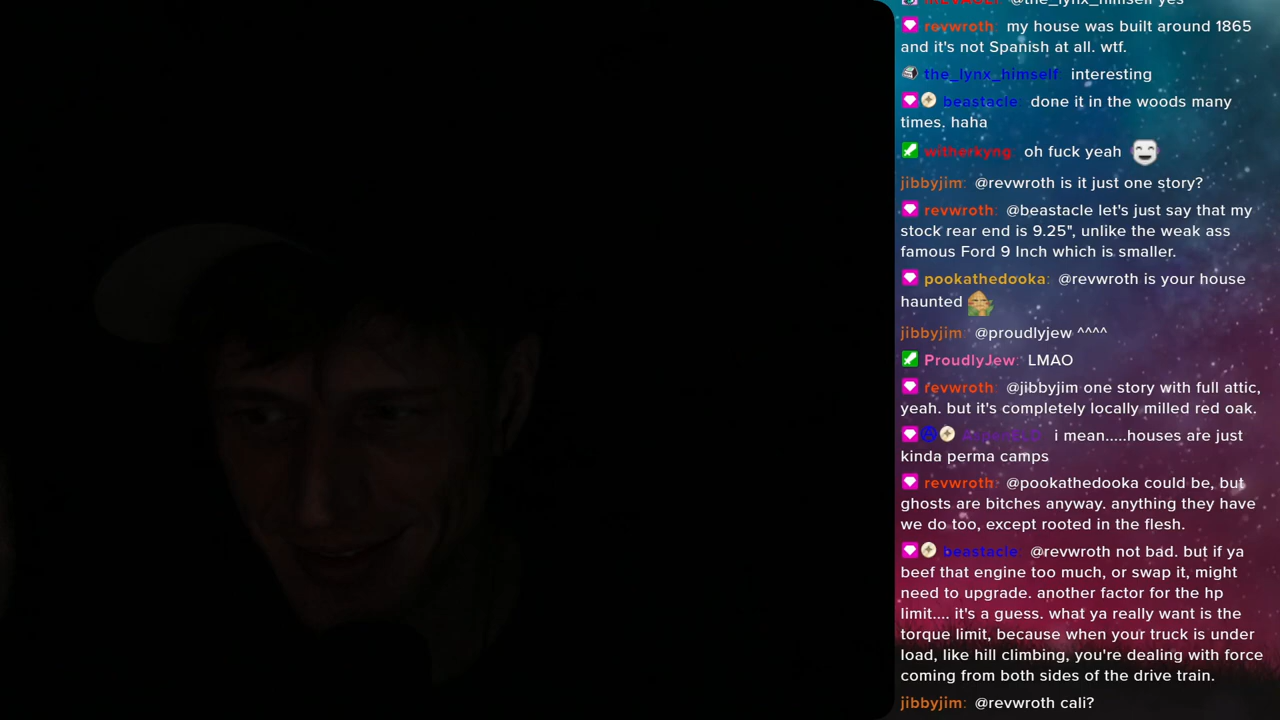 @the_lynx_himself yes
revwroth: my house was built around 1865
and it's not Spanish at all. wtf.
the_lynx_himself: interesting
beastacle: done it in the woods many
times. haha
witherkyng: oh fuck yeah
jibbyjim: @revwroth is it just one story?
revwroth: @beastacle let's just say that my
stock rear end is 9.25", unlike the weak ass
famous Ford 9 Inch which is smaller.
pookathedooka: @revwroth is your house
haunted
jibbyjim: @proudlyjew ^^^^
ProudlyJew: LMAO
revwroth: @jibbyjim one story with full attic,
yeah. but it's completely locally milled red oak.
i mean.....houses are just
kinda perma camps
revwroth: @pookathedooka could be, but
ghosts are bitches anyway. anything they have
we do too, except rooted in the flesh.
beastacle: @revwroth not bad. but if ya
beef that engine too much, or swap it, might
need to upgrade. another factor for the hp
limit.... it's a guess. what ya really want is the
torque limit, because when your truck is under
load, like hill climbing, you're dealing with force
coming from both sides of the drive train.
jibbyjim: @revwroth cali?